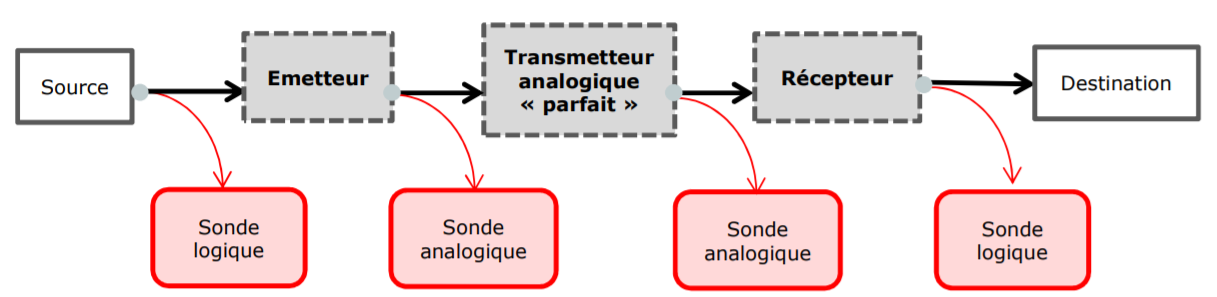 Source
Emetteur
Transmetteur
analogique
« parfait »
Récepteur
Destination
Sonde
logique
Sonde
analogique
Sonde
analogique
Sonde
logique